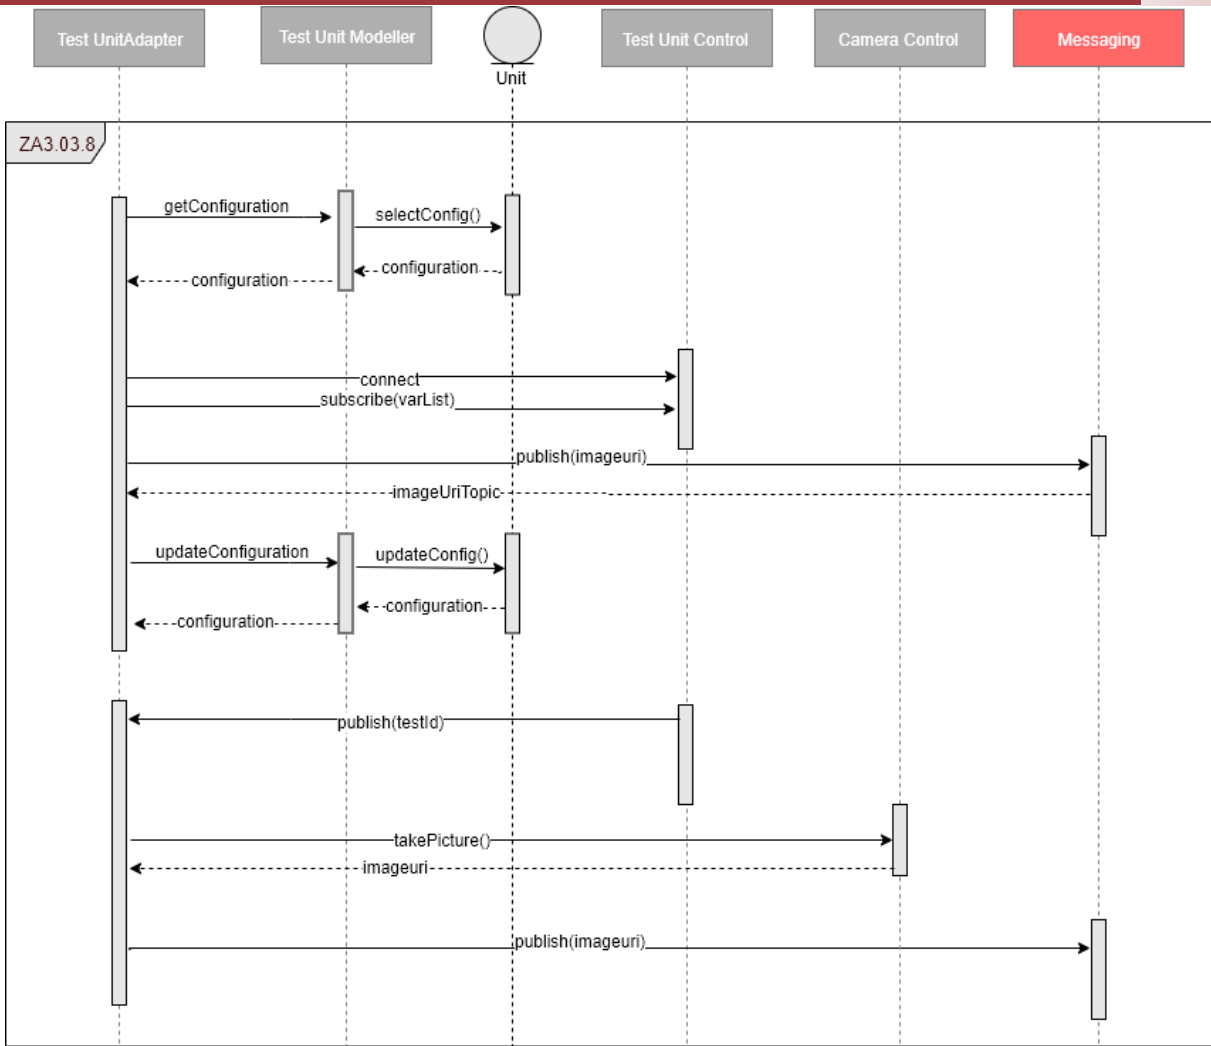 Test UnitAdapter
Test Unit Modeller
Unit
Test Unit Control
Camera Control
Messaging
ZA3.03.8
getConfiguration
selectConfig()
configuration
configuration
connect
subscribe(varList)
publish(imageuri)
imageUriTopic
updateConfiguration
updateConfig()
configuration
configuration
publish(testId)
takePicture()
imageuri
publish(imageuri)